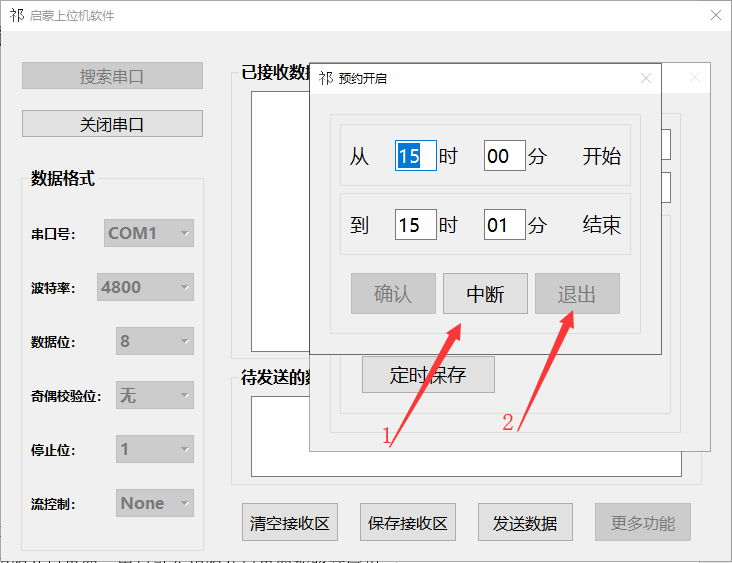 祁 启蒙上位机软件
搜索串口
关闭串口
数据格式
串口号: COM1
波特率: 4800
数据位: 8
奇偶校验位: 无
停止位: 1
流控制: None
已接收数据
祁 预约开启
从 15 时 00 分 开始
到 15 时 01 分 结束
确认 中断 退出
定时保存
1
2
待发送的数
清空接收区 保存接收区 发送数据 更多功能